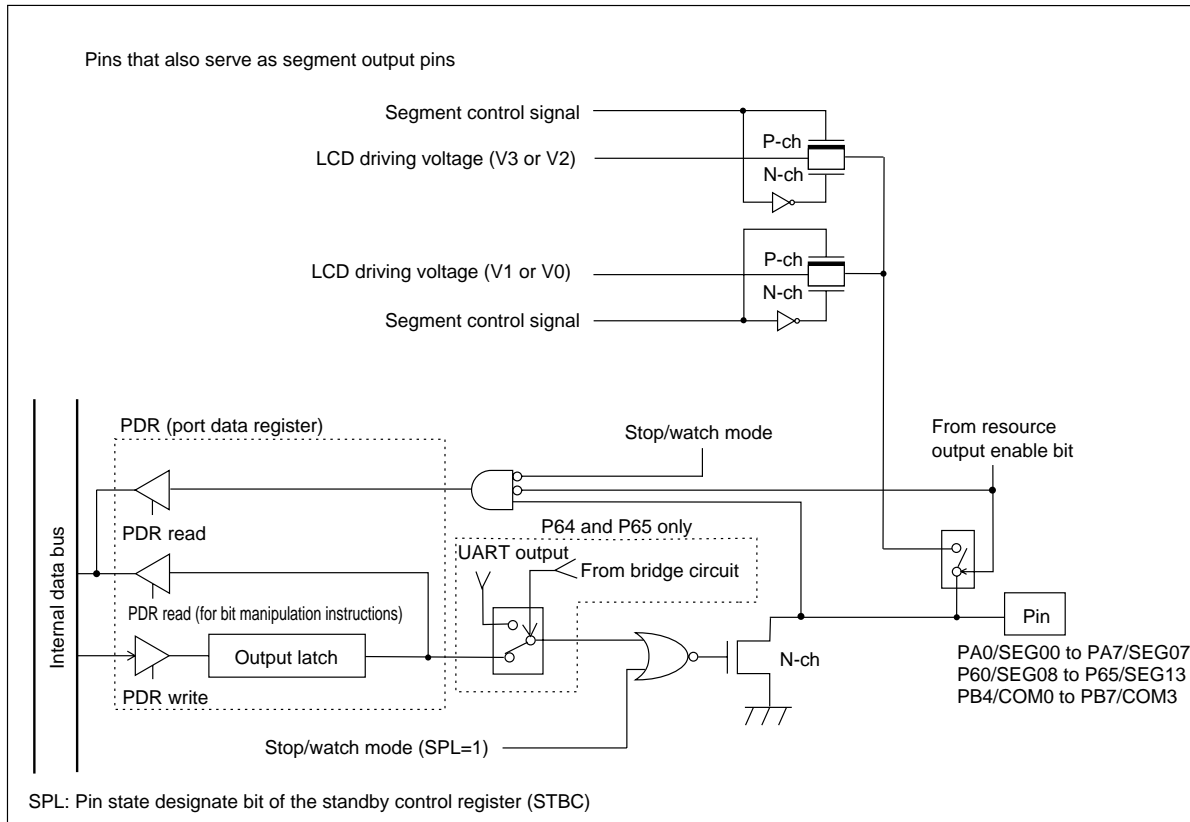 Pins that also serve as segment output pins
Segment control signal
P-ch
LCD driving voltage (V3 or V2)
N-ch
P-ch
LCD driving voltage (V1 or V0)
N-ch
Segment control signal
PDR (port data register)
Stop/watch mode
From resource
output enable bit
Internal data bus
PDR read
P64 and P65 only
UART output
From bridge circuit
PDR read (for bit manipulation instructions)
Output latch
Pin
N-ch
PDR write
PA0/SEG00 to PA7/SEG07
P60/SEG08 to P65/SEG13
PB4/COM0 to PB7/COM3
Stop/watch mode (SPL=1)
SPL: Pin state designate bit of the standby control register (STBC)